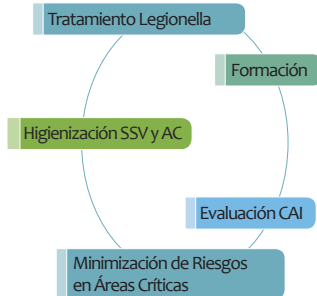 Tratamiento Legionella
Formación
Higienización SSV y AC
Evaluación CAI
Minimización de Riesgos
en Áreas Críticas